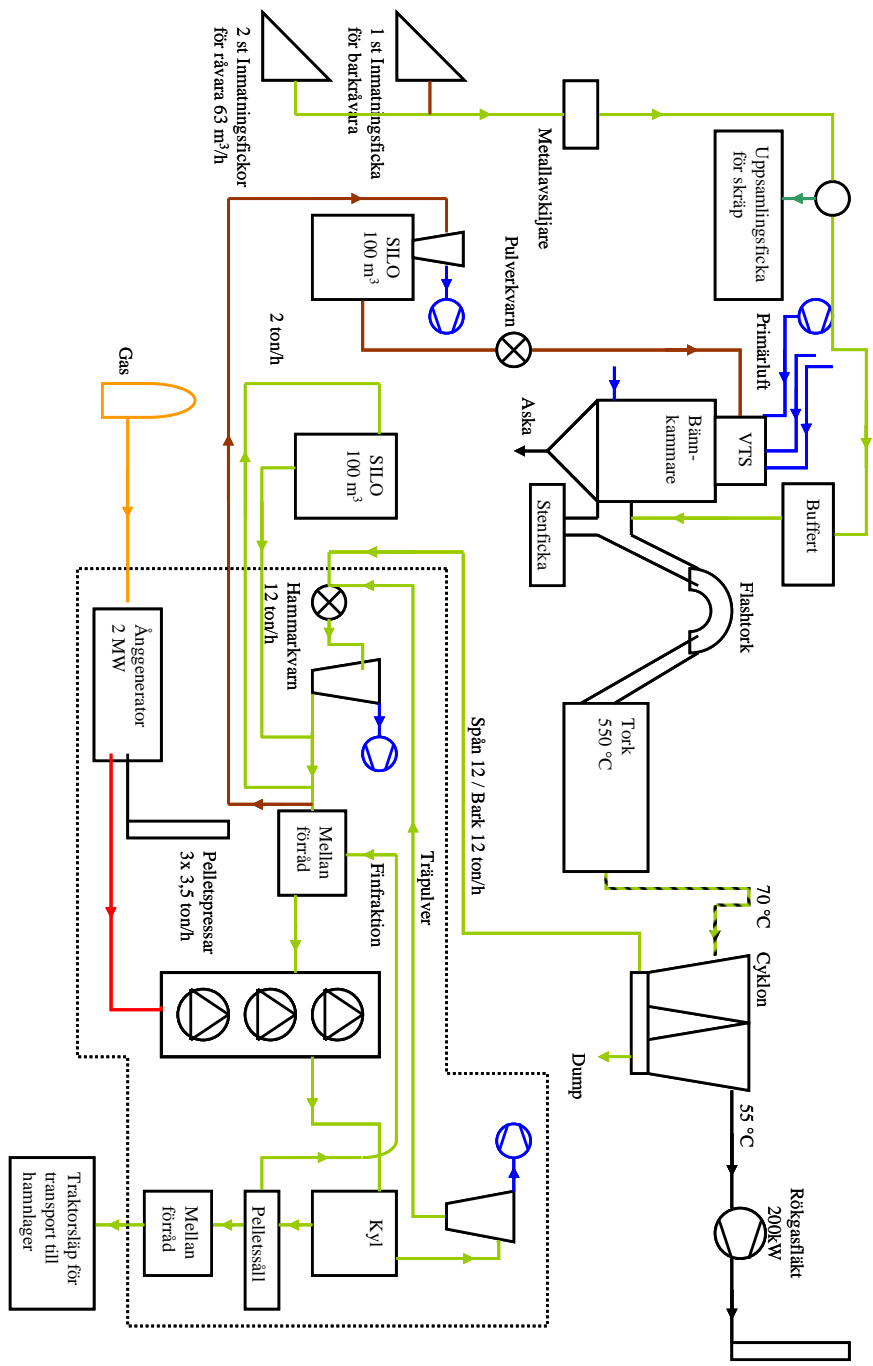 Uppsamlingsficka
för skräp
Primärluft
Buffert
Flashtork
70 °C
Cyklon
55 °C
Rökgasfläkt
200kW
Metallavskiljare
VTS
Bänn-
kammare
Aska
Stenficka
Tork
550 °C
Dump
Pulverkvarn
1 st Inmatningsficka
för barkråvara
SILO
100 m³
Spån 12 / Bark 12 ton/h
Träpulver
2 st Inmatningsfickor
för råvara 63 m³/h
2 ton/h
SILO
100 m³
Hammarkvarn
12 ton/h
Finfraktion
Mellan
förråd
Kyl
Pelletssåll
Gas
Ånggenerator
2 MW
Pelletspressar
3x 3,5 ton/h
Mellan
förråd
Traktorsläp för
transport till
hamnlager